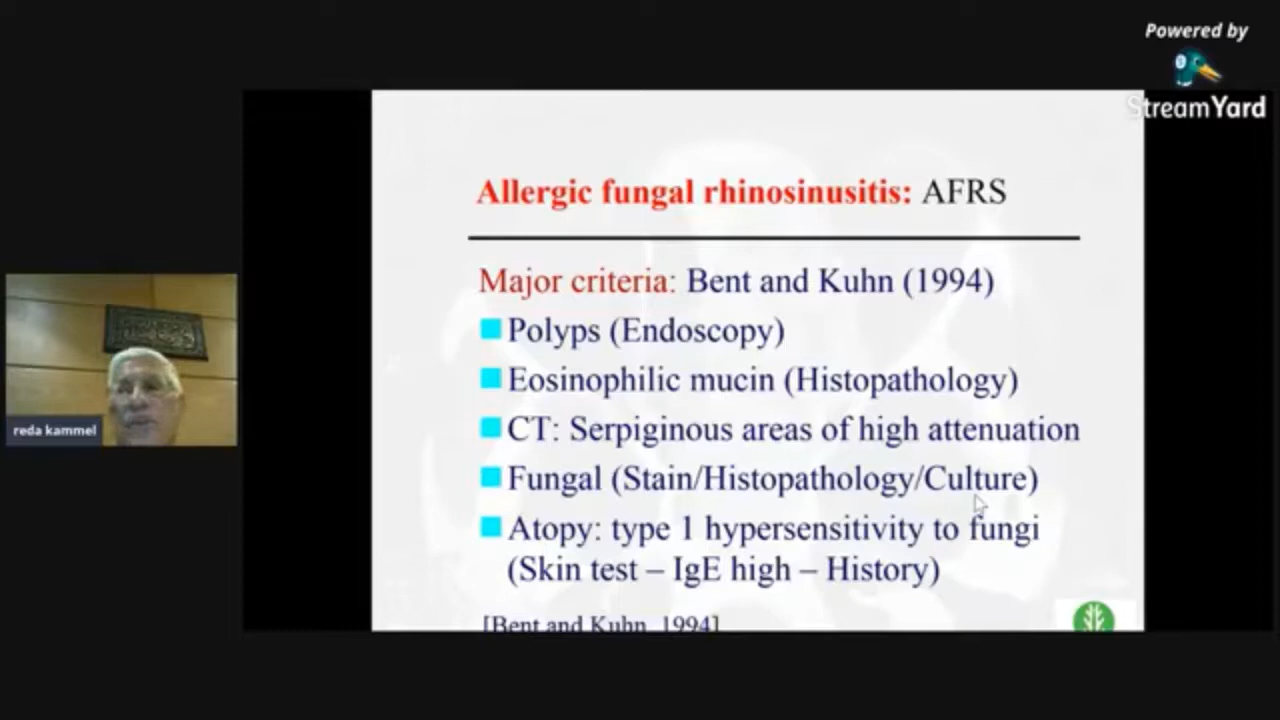 Powered by
StreamYard
Allergic fungal rhinosinusitis: AFRS
Major criteria: Bent and Kuhn (1994)
Polyps (Endoscopy)
Eosinophilic mucin (Histopathology)
CT: Serpiginous areas of high attenuation
Fungal (Stain/Histopathology/Culture)
Atopy: type 1 hypersensitivity to fungi
(Skin test – IgE high – History)
[Bent and Kuhn, 1994]
reda kammel